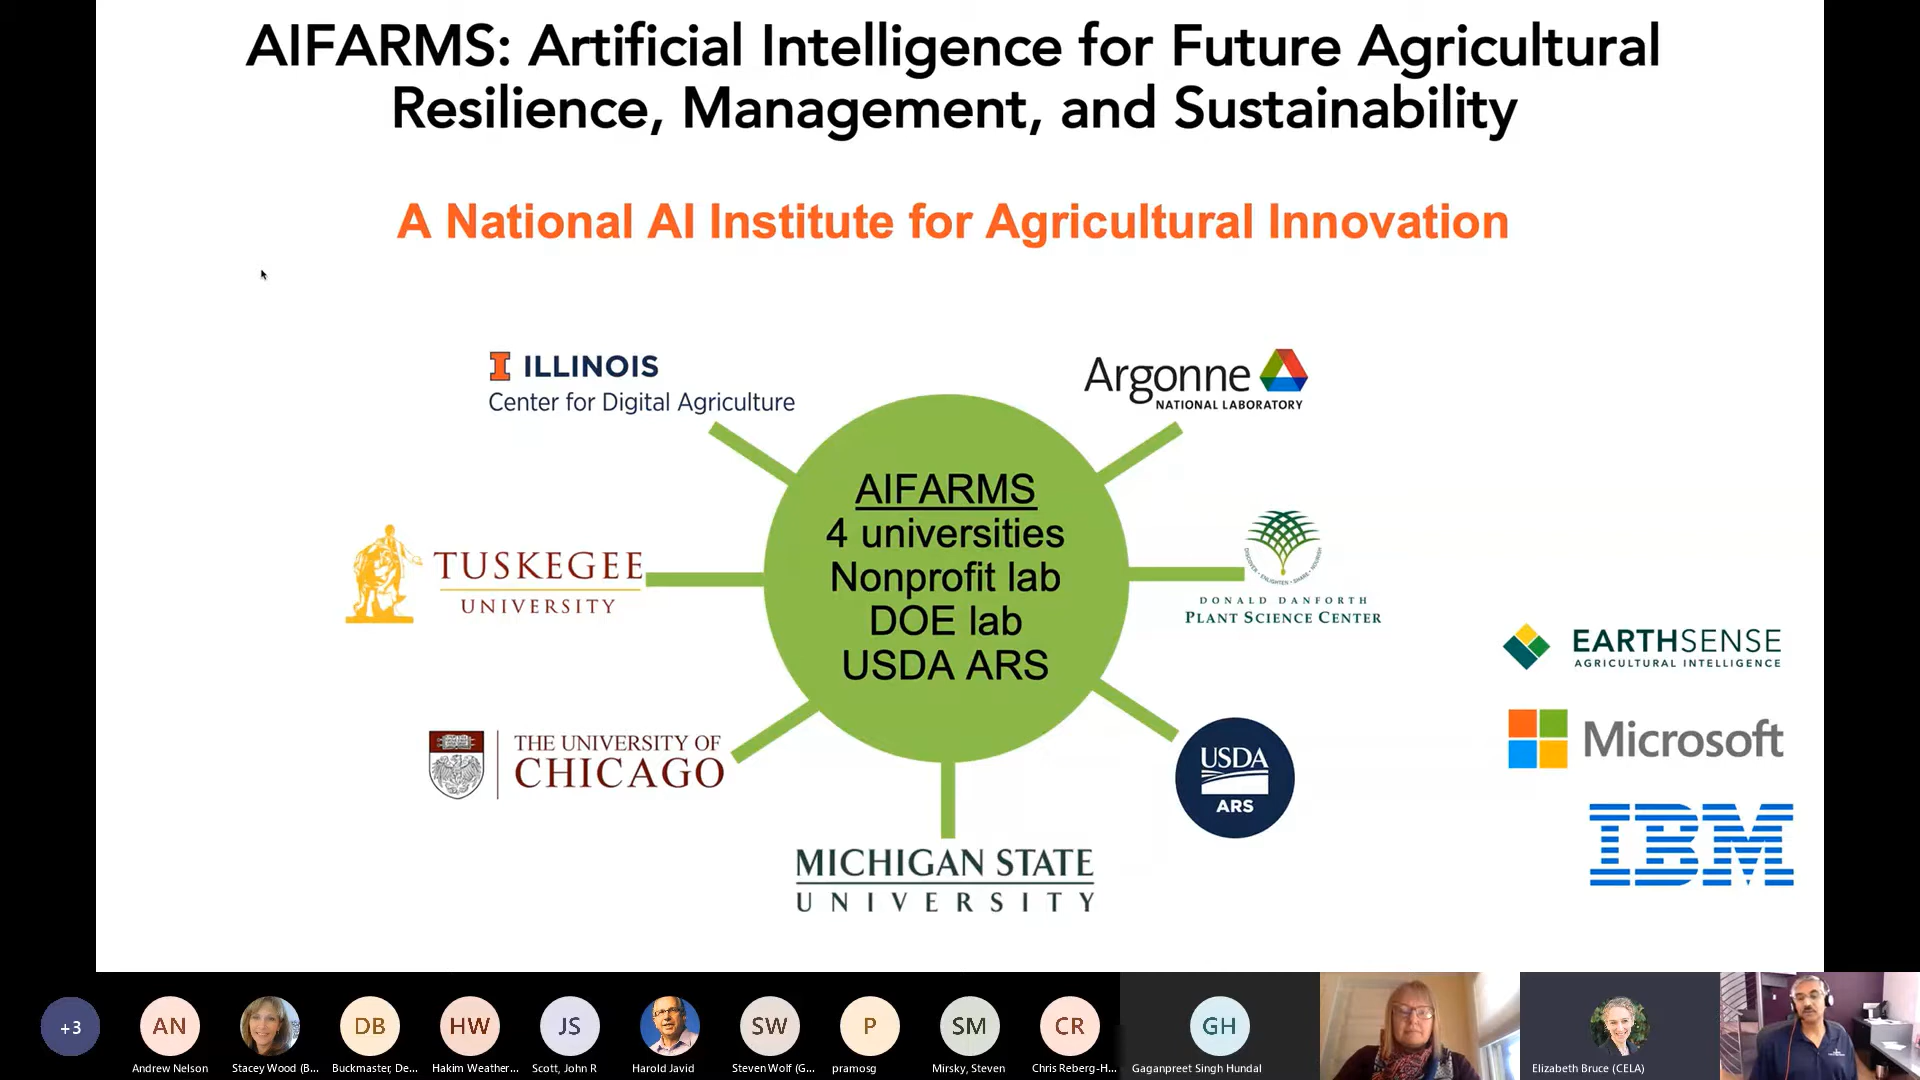 AIFARMS: Artificial Intelligence for Future Agricultural
Resilience, Management, and Sustainability
A National AI Institute for Agricultural Innovation
I ILLINOIS
Center for Digital Agriculture
Argonne
NATIONAL LABORATORY
AIFARMS
4 universities
Nonprofit lab
DOE lab
USDA ARS
TUSKEGEE
UNIVERSITY
DISCOVER • ENLIGHTEN • SHARE • NOURISH
DONALD DANFORTH
PLANT SCIENCE CENTER
EARTHSENSE
AGRICULTURAL INTELLIGENCE
THE UNIVERSITY OF
CHICAGO
USDA
ARS
Microsoft
IBM
MICHIGAN STATE
UNIVERSITY
+3
AN
DB
HW
JS
SW
P
SM
CR
GH
Andrew Nelson
Stacey Wood (B...
Buckmaster, De...
Hakim Weather...
Scott, John R
Harold Javid
Steven Wolf (G...
pramosg
Mirsky, Steven
Chris Reberg-H...
Gaganpreet Singh Hundal
Elizabeth Bruce (CELA)